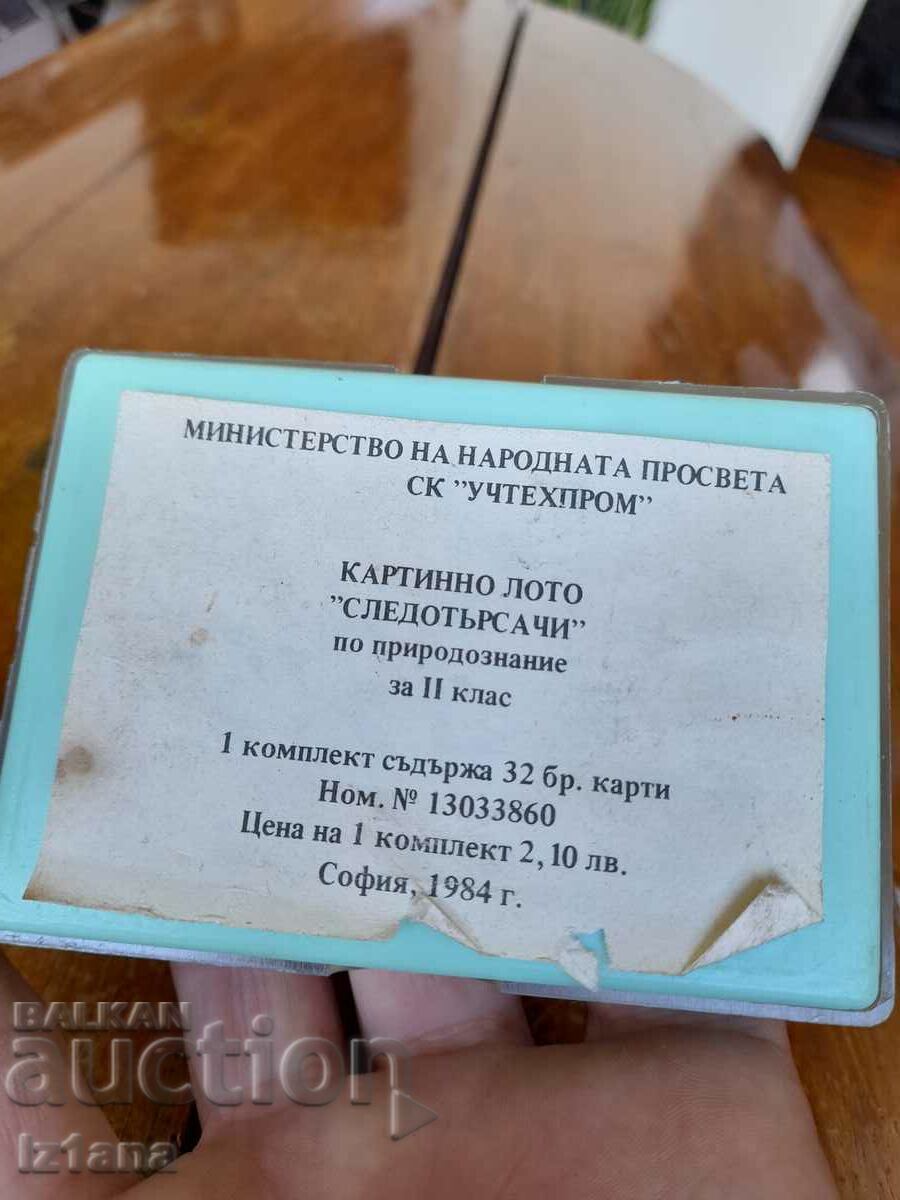 МИНИСТЕРСТВО НА НАРОДНАТА ПРОСВЕТА
СК "УЧТЕХПРОМ"
КАРТИННО ЛОТО
"СЛЕДОТЪРСАЧИ"
по природознание
за II клас
1 комплект съдържа 32 бр. карти
Ном. № 13033860
Цена на 1 комплект 2,10 лв.
София, 1984 г.
BALKAN
auction
Iz1ana